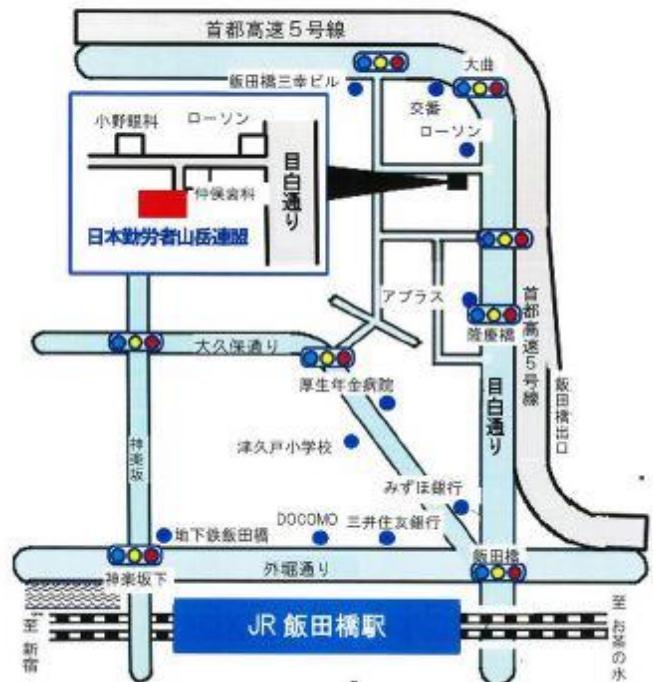 首都高速5号線
大曲
飯田橋三幸ビル
交番
ローソン
小野眼科
ローソン
仲俣歯科
目白通り
日本勤労者山岳連盟
アプラス
隆慶橋
首都高速5号線
飯田橋出口
大久保通り
厚生年金病院
目白通り
神楽坂
津久戸小学校
みずほ銀行
地下鉄飯田橋
DOCOMO
三井住友銀行
飯田橋
神楽坂下
外堀通り
至新宿
JR飯田橋駅
至お茶の水